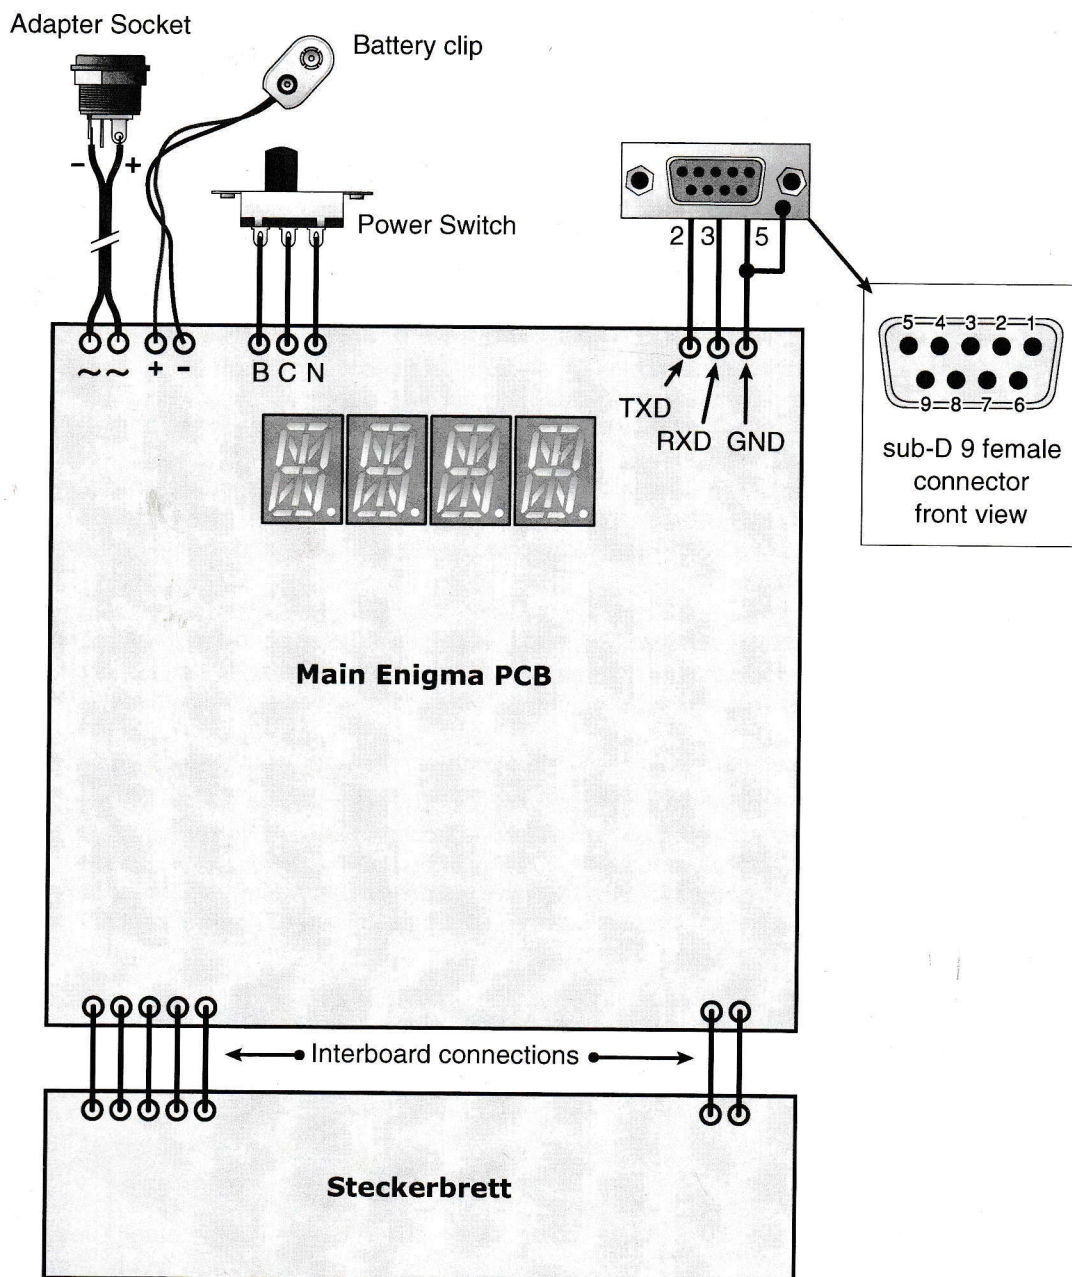 Adapter Socket
Battery clip
- +
Power Switch
2 3 5
~ ~ + - B C N
TXD
RXD GND
5 4 3 2 1
9 8 7 6
sub-D 9 female
connector
front view
Main Enigma PCB
Interboard connections
Steckerbrett